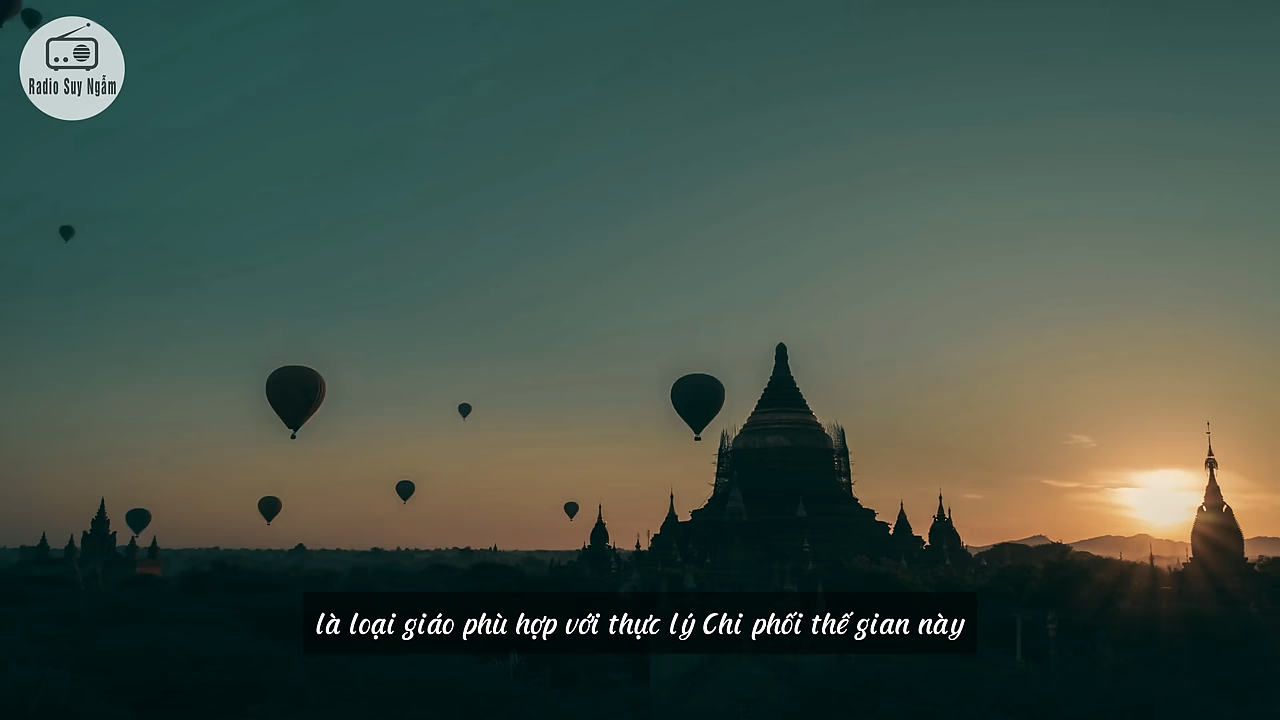 Radio Suy Ngẫm
là loại giáo phù hợp với thực lý Chi phối thế gian này